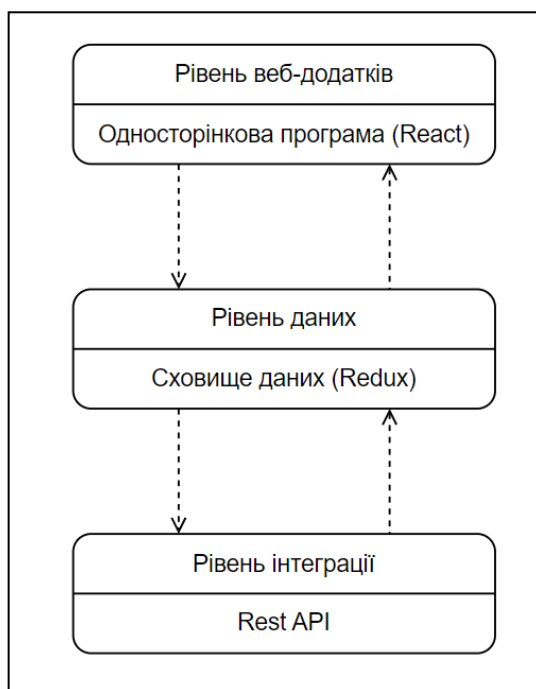 Рівень веб-додатків
Односторінкова програма (React)
Рівень даних
Сховище даних (Redux)
Рівень інтеграції
Rest API